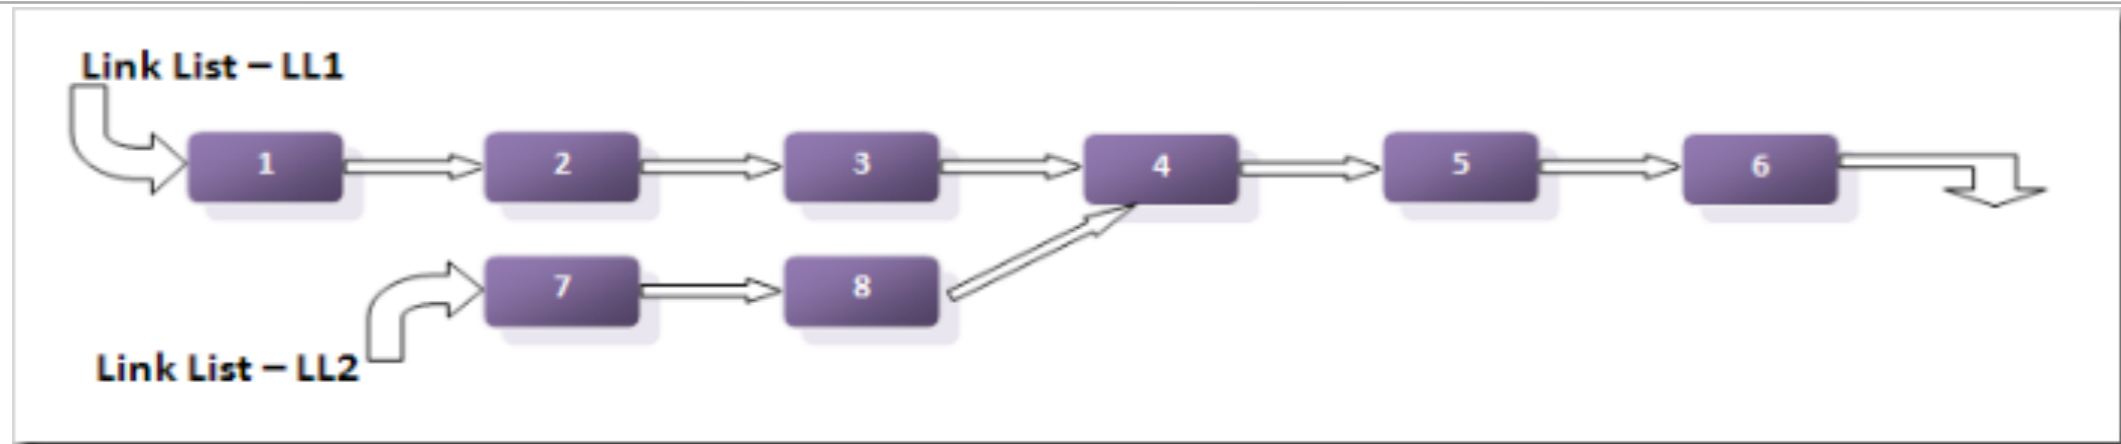 Link List – LL1
1 2 3 4 5 6
7 8
Link List – LL2